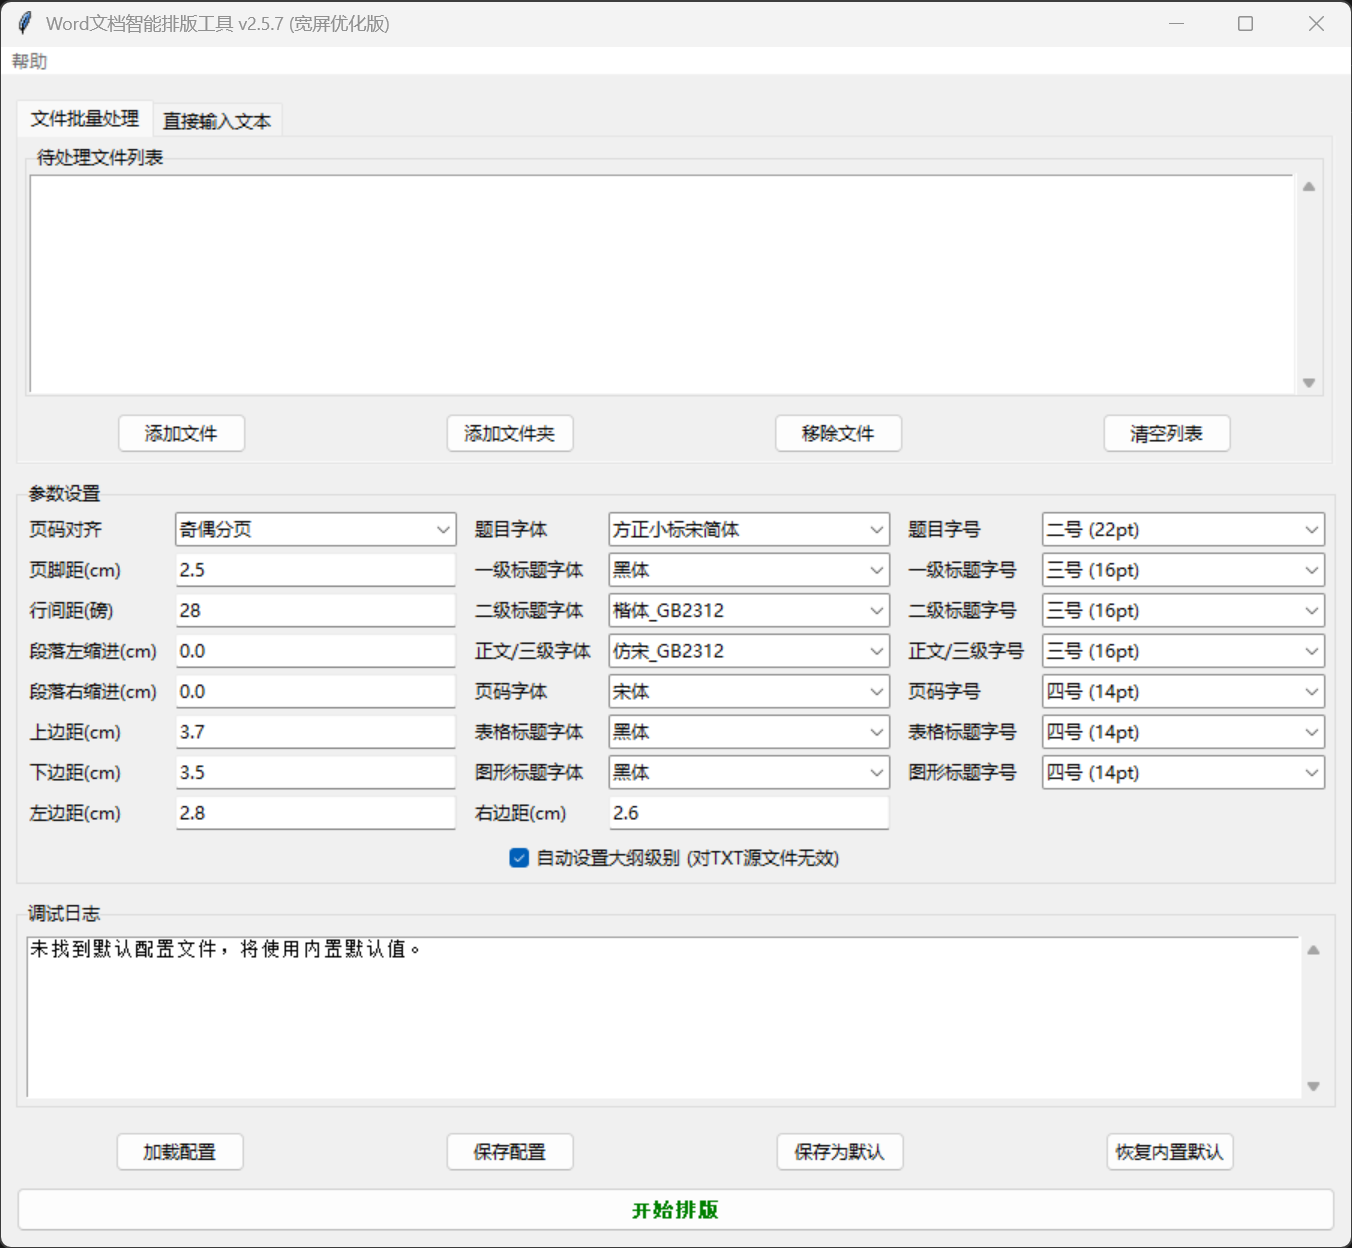 Word文档智能排版工具 v2.5.7 (宽屏优化版)
帮助
文件批量处理 直接输入文本
待处理文件列表
添加文件 添加文件夹 移除文件 清空列表
参数设置
页码对齐 奇偶分页 题目字体 方正小标宋简体 题目字号 二号 (22pt)
页脚距(cm) 2.5 一级标题字体 黑体 一级标题字号 三号 (16pt)
行间距(磅) 28 二级标题字体 楷体_GB2312 二级标题字号 三号 (16pt)
段落左缩进(cm) 0.0 正文/三级字体 仿宋_GB2312 正文/三级字号 三号 (16pt)
段落右缩进(cm) 0.0 页码字体 宋体 页码字号 四号 (14pt)
上边距(cm) 3.7 表格标题字体 黑体 表格标题字号 四号 (14pt)
下边距(cm) 3.5 图形标题字体 黑体 图形标题字号 四号 (14pt)
左边距(cm) 2.8 右边距(cm) 2.6
自动设置大纲级别 (对TXT源文件无效)
调试日志
未找到默认配置文件，将使用内置默认值。
加载配置 保存配置 保存为默认 恢复内置默认
开始排版